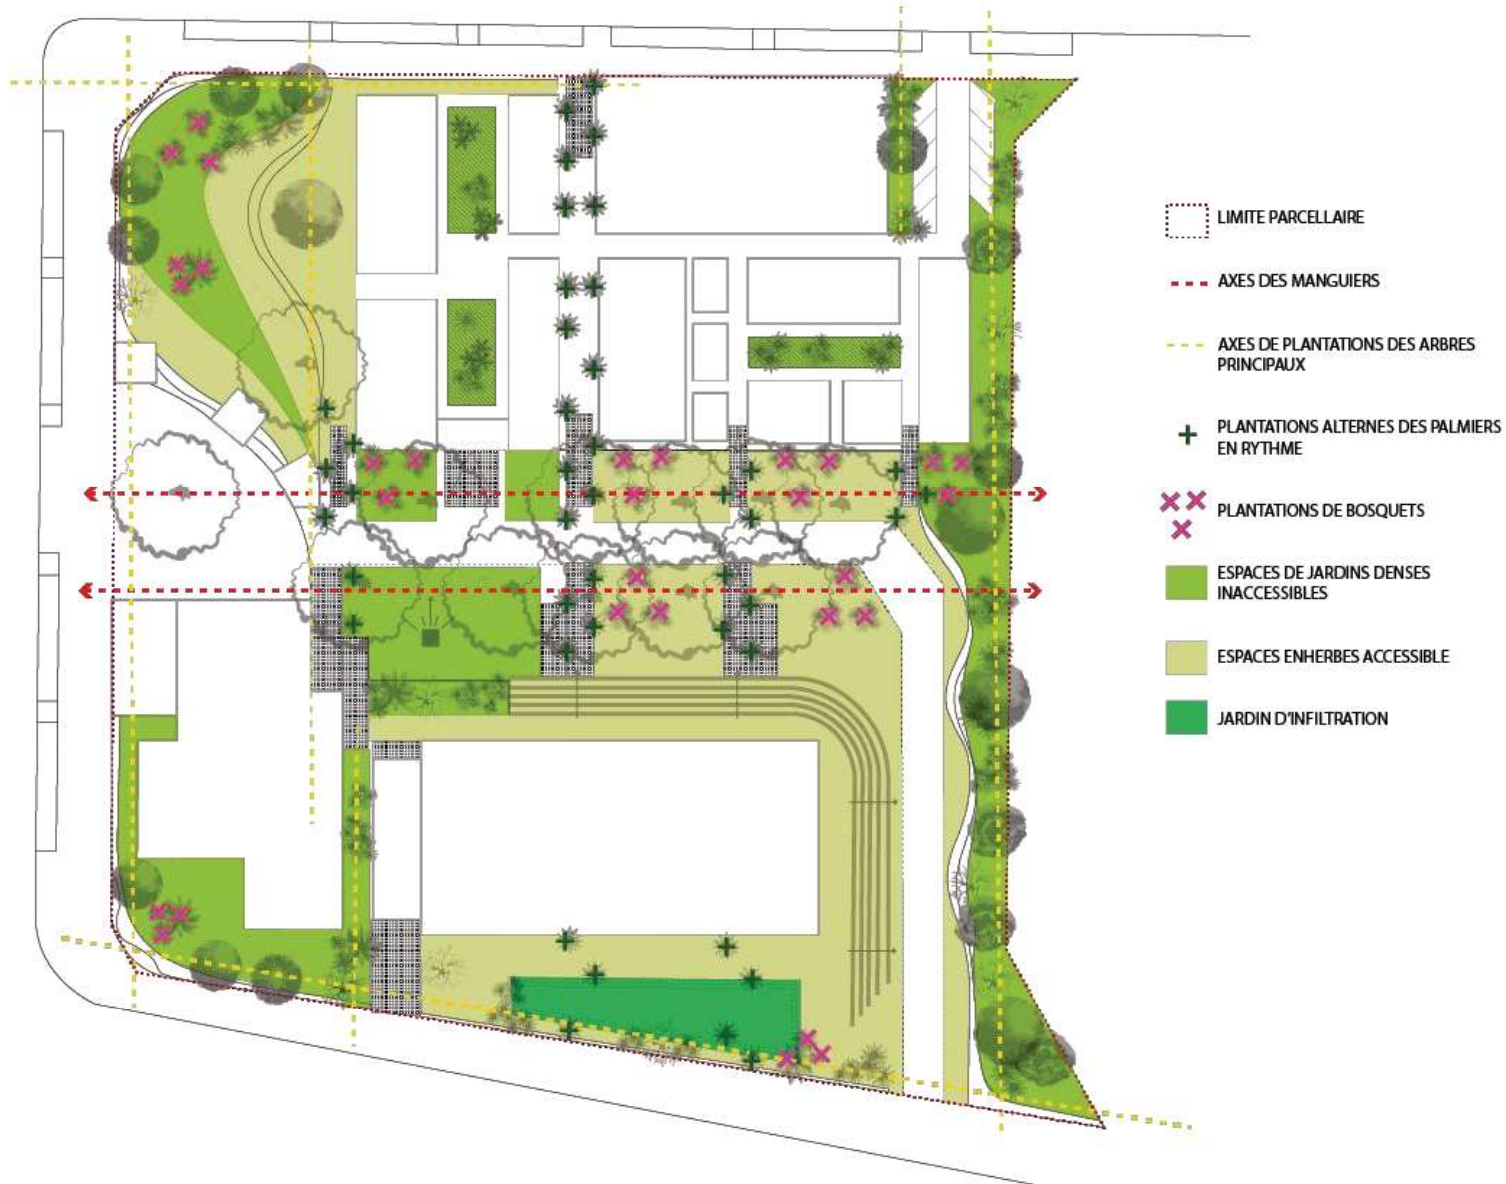 LIMITE PARCELLAIRE
AXES DES MANGUIERS
AXES DE PLANTATIONS DES ARBRES
PRINCIPAUX
PLANTATIONS ALTERNES DES PALMIERS
EN RYTHME
PLANTATIONS DE BOSQUETS
ESPACES DE JARDINS DENSES
INACCESSIBLES
ESPACES ENHERBES ACCESSIBLE
JARDIN D'INFILTRATION